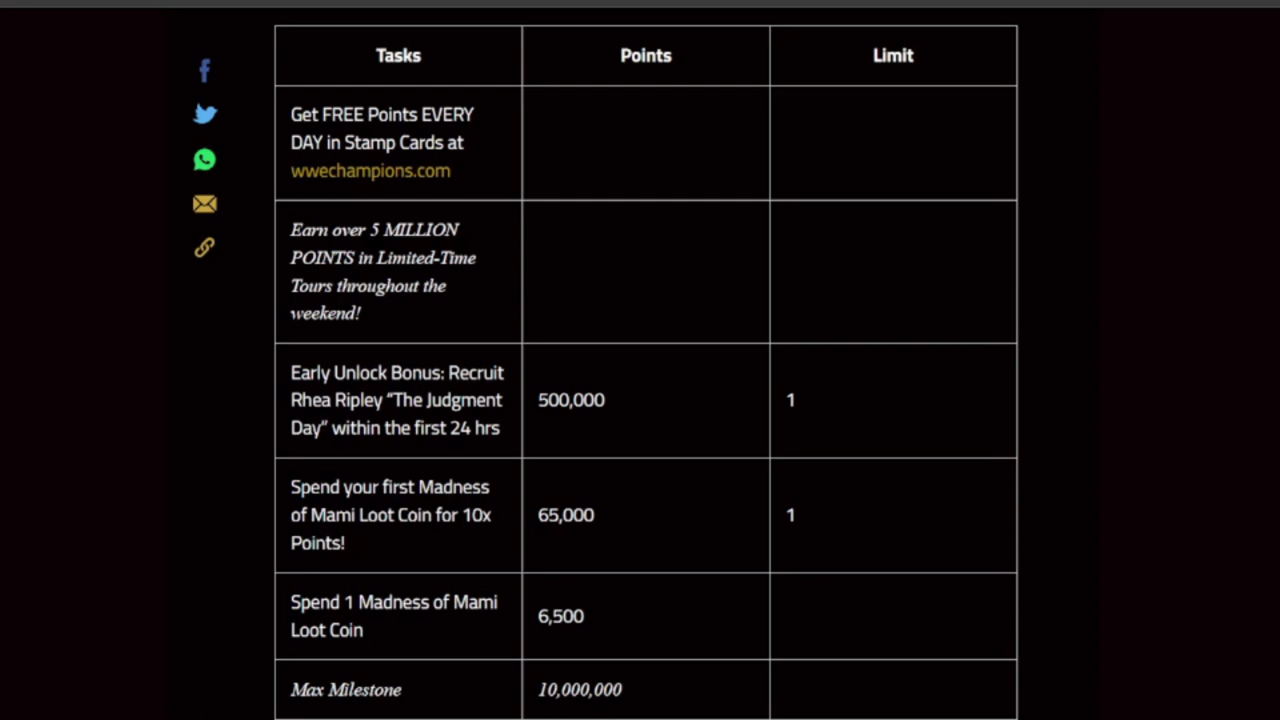 Tasks Points Limit
Get FREE Points EVERY
DAY in Stamp Cards at
wwechampions.com
Earn over 5 MILLION
POINTS in Limited-Time
Tours throughout the
weekend!
Early Unlock Bonus: Recruit
Rhea Ripley “The Judgment
Day” within the first 24 hrs
500,000
1
Spend your first Madness
of Mami Loot Coin for 10x
Points!
65,000
1
Spend 1 Madness of Mami
Loot Coin
6,500
Max Milestone 10,000,000